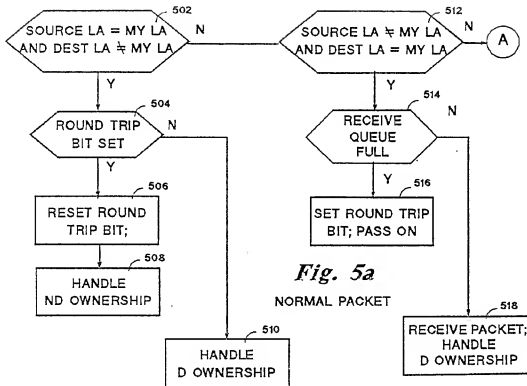 502
SOURCE LA = MY LA
AND DEST LA ≠ MY LA
N
512
SOURCE LA ≠ MY LA
AND DEST LA = MY LA
N
A
Y
Y
504
ROUND TRIP
BIT SET
N
514
RECEIVE
QUEUE
FULL
N
Y
Y
506
RESET ROUND
TRIP BIT;
516
SET ROUND TRIP
BIT; PASS ON
508
HANDLE
ND OWNERSHIP
Fig. 5a
NORMAL PACKET
510
HANDLE
D OWNERSHIP
518
RECEIVE PACKET;
HANDLE
D OWNERSHIP